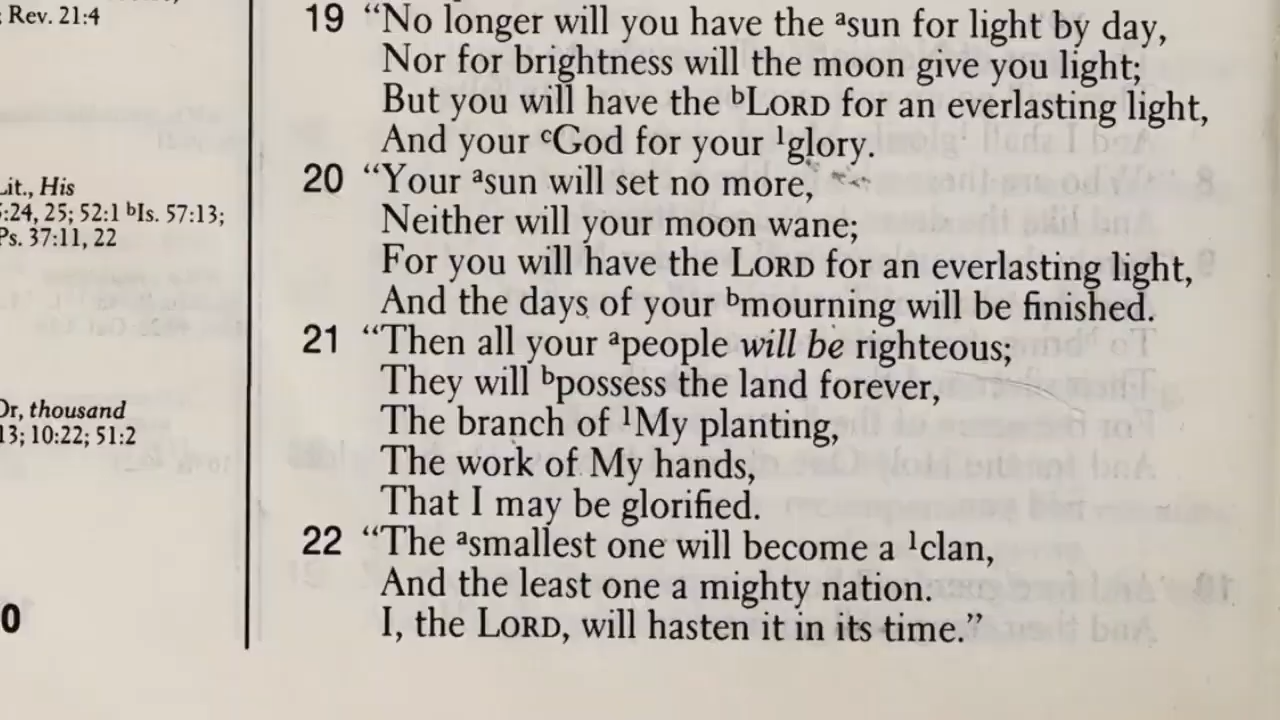 ; Rev. 21:4
Lit., His
5:24, 25; 52:1 bIs. 57:13;
Ps. 37:11, 22
Or, thousand
13; 10:22; 51:2
0
19 “No longer will you have the asun for light by day,
Nor for brightness will the moon give you light;
But you will have the bLORD for an everlasting light,
And your cGod for your 1glory.
20 “Your asun will set no more,
Neither will your moon wane;
For you will have the LORD for an everlasting light,
And the days of your bmourning will be finished.
21 “Then all your apeople will be righteous;
They will bpossess the land forever,
The branch of 1My planting,
The work of My hands,
That I may be glorified.
22 “The asmallest one will become a 1clan,
And the least one a mighty nation.
I, the LORD, will hasten it in its time.”